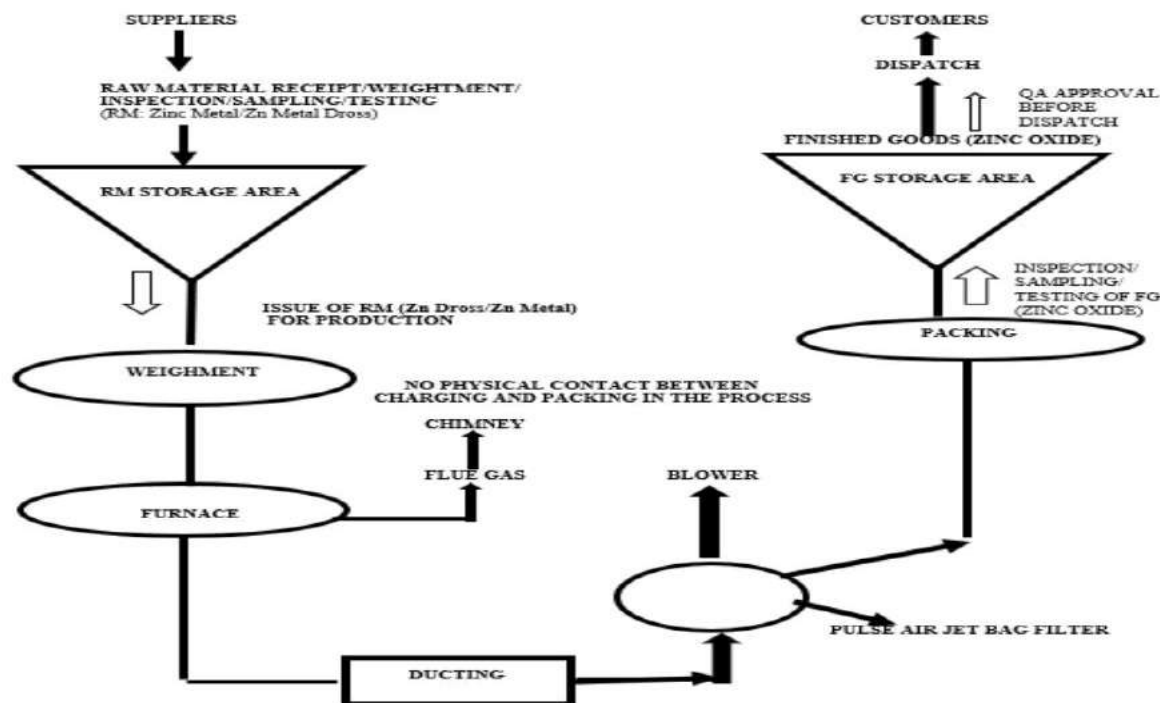 SUPPLIERS
RAW MATERIAL RECEIPT/WEIGHTMENT/
INSPECTION/SAMPLING/TESTING
(RM: Zinc Metal/Zn Metal Dross)
RM STORAGE AREA
ISSUE OF RM (Zn Dross/Zn Metal)
FOR PRODUCTION
WEIGHMENT
NO PHYSICAL CONTACT BETWEEN
CHARGING AND PACKING IN THE PROCESS
CHIMNEY
FLUE GAS
FURNACE
DUCTING
BLOWER
PULSE AIR JET BAG FILTER
CUSTOMERS
DISPATCH
QA APPROVAL
BEFORE
DISPATCH
FINISHED GOODS (ZINC OXIDE)
FG STORAGE AREA
INSPECTION/
SAMPLING/
TESTING OF FG
(ZINC OXIDE)
PACKING